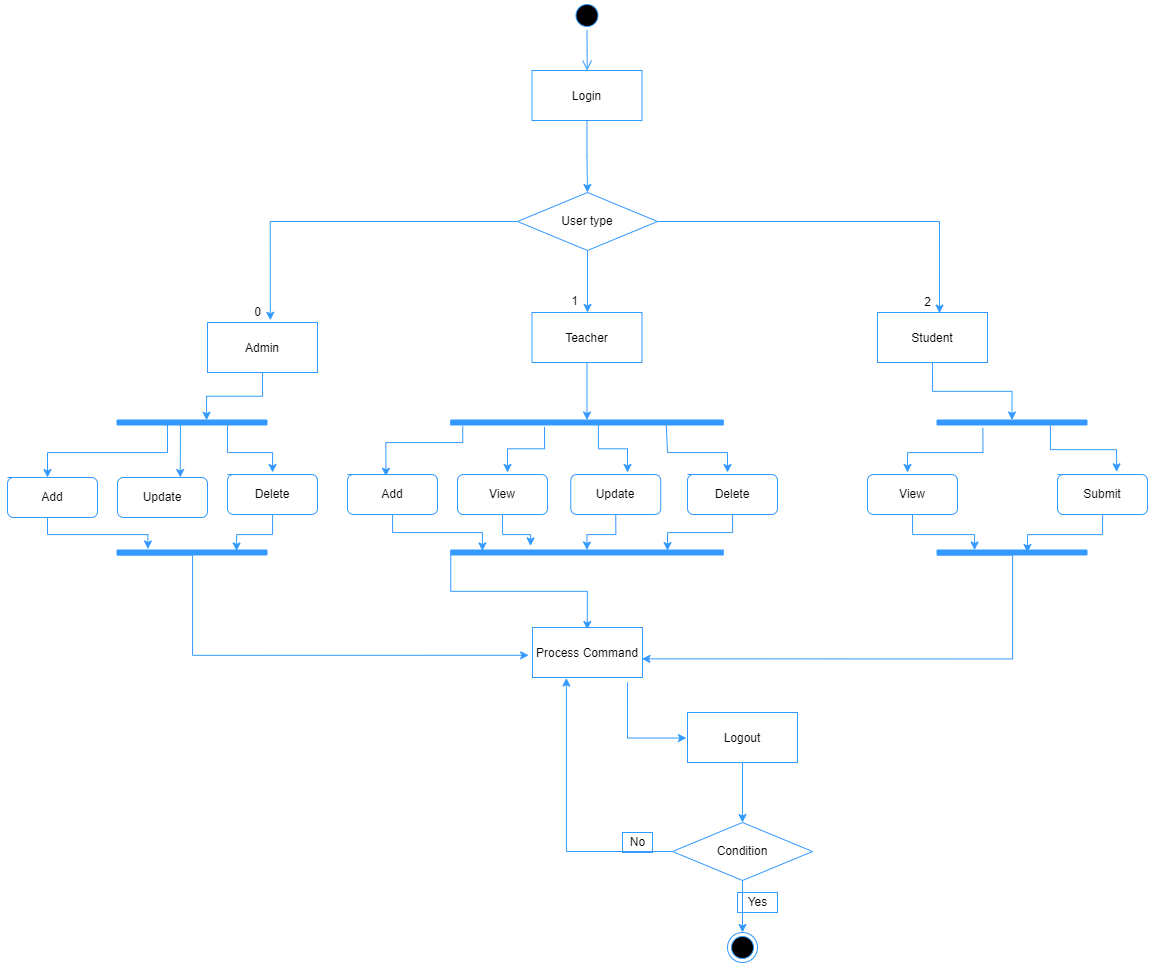 Login
User type
0
1
2
Admin
Teacher
Student
Add
Update
Delete
Add
View
Update
Delete
View
Submit
Process Command
Logout
No
Condition
Yes